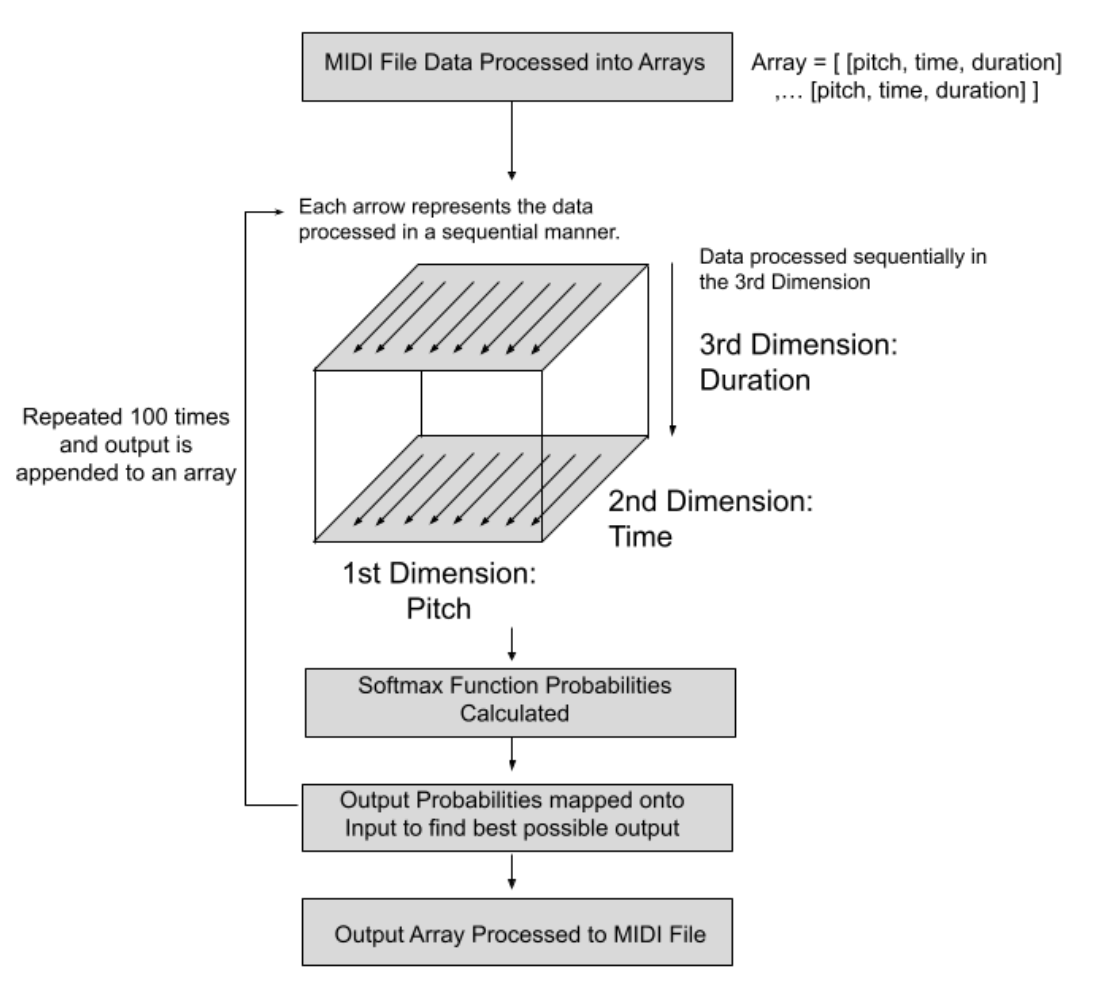 MIDI File Data Processed into Arrays
Array = [ [pitch, time, duration]
,... [pitch, time, duration] ]
Each arrow represents the data
processed in a sequential manner.
Data processed sequentially in
the 3rd Dimension
3rd Dimension:
Duration
Repeated 100 times
and output is
appended to an array
2nd Dimension:
Time
1st Dimension:
Pitch
Softmax Function Probabilities
Calculated
Output Probabilities mapped onto
Input to find best possible output
Output Array Processed to MIDI File